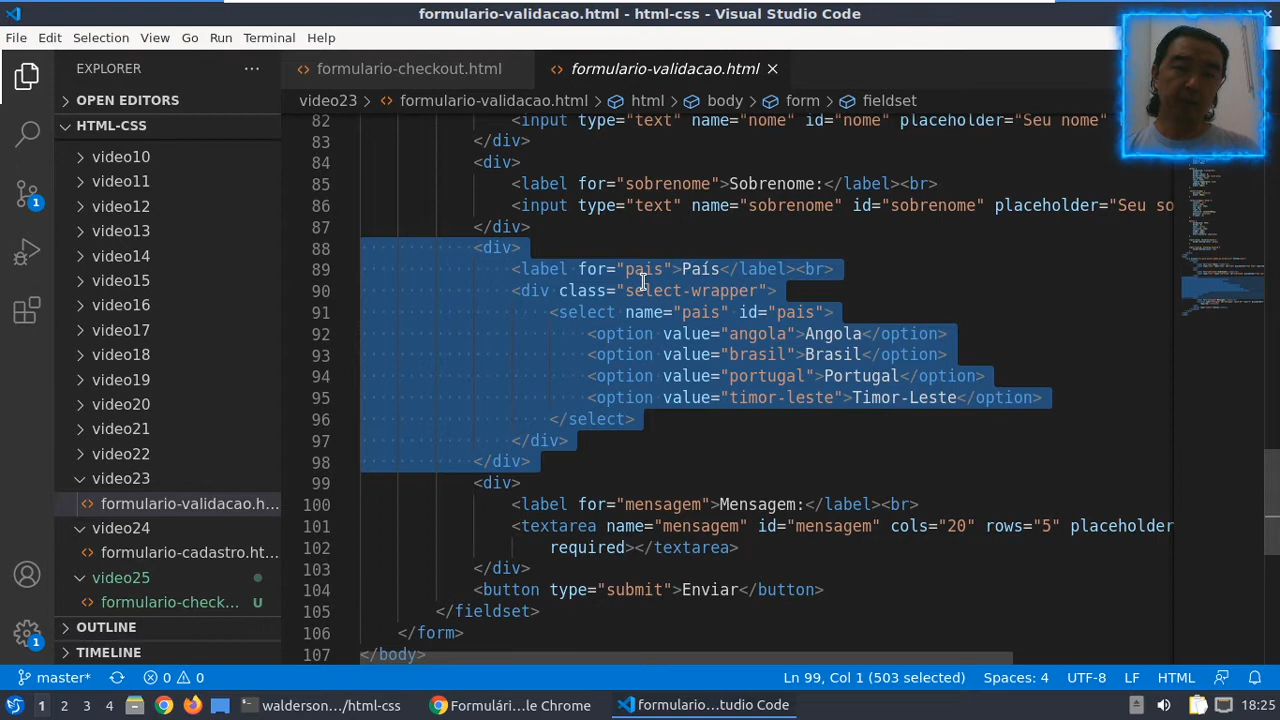 formulario-validacao.html - html-css - Visual Studio Code
File Edit Selection View Go Run Terminal Help
EXPLORER
OPEN EDITORS
HTML-CSS
video10
video11
video12
video13
video14
video15
video16
video17
video18
video19
video20
video21
video22
video23
formulario-validacao.h...
video24
formulario-cadastro.ht...
video25
formulario-check... U
OUTLINE
TIMELINE
1
1
formulario-checkout.html formulario-validacao.html
video23 > formulario-validacao.html > html > body > form > fieldset
82 <input type="text" name="nome" id="nome" placeholder="Seu nome"
83 </div>
84 <div>
85 <label for="sobrenome">Sobrenome:</label><br>
86 <input type="text" name="sobrenome" id="sobrenome" placeholder="Seu so
87 </div>
88 <div>
89 <label for="pais">País</label><br>
90 <div class="select-wrapper">
91 <select name="pais" id="pais">
92 <option value="angola">Angola</option>
93 <option value="brasil">Brasil</option>
94 <option value="portugal">Portugal</option>
95 <option value="timor-leste">Timor-Leste</option>
96 </select>
97 </div>
98 </div>
99 <div>
100 <label for="mensagem">Mensagem:</label><br>
101 <textarea name="mensagem" id="mensagem" cols="20" rows="5" placeholder
102 required></textarea>
103 </div>
104 <button type="submit">Enviar</button>
105 </fieldset>
106 </form>
107 </body>
master* 0 0 Ln 99, Col 1 (503 selected) Spaces: 4 UTF-8 LF HTML
1 2 3 4 walderson.../html-css Formulári...le Chrome formulario...tudio Code 18:25